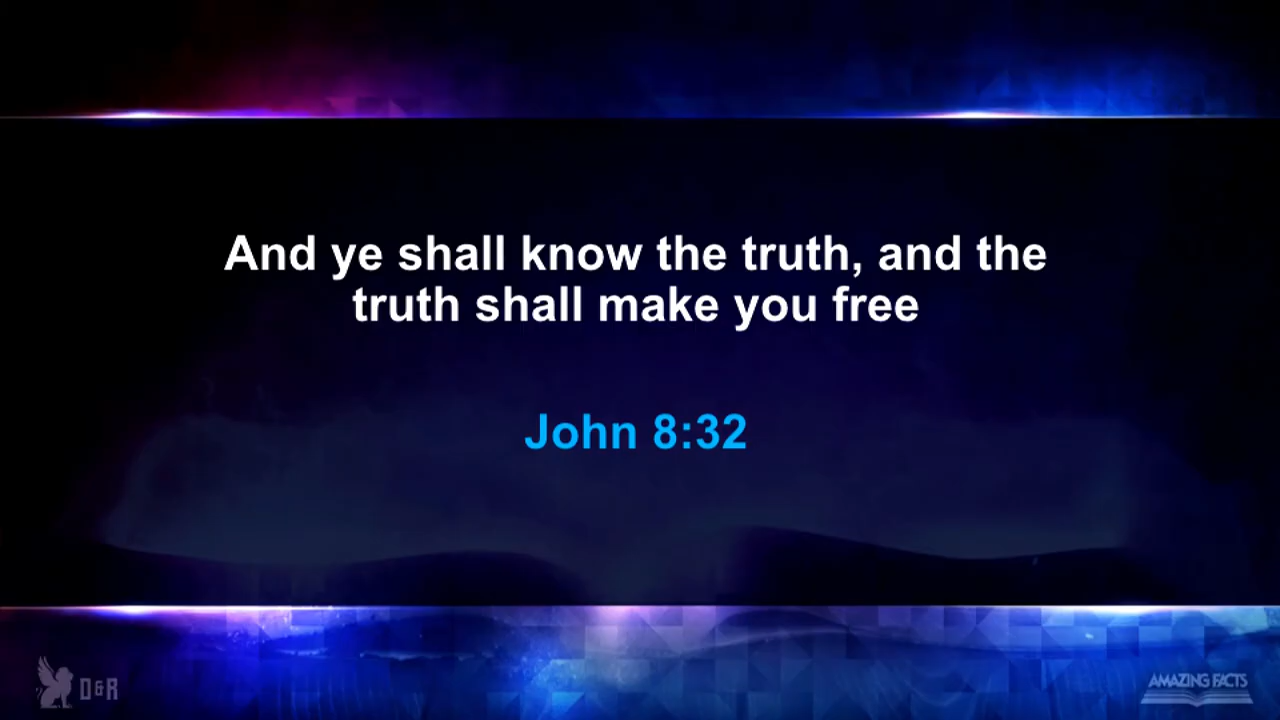 And ye shall know the truth, and the
truth shall make you free
John 8:32
D&R
AMAZING FACTS